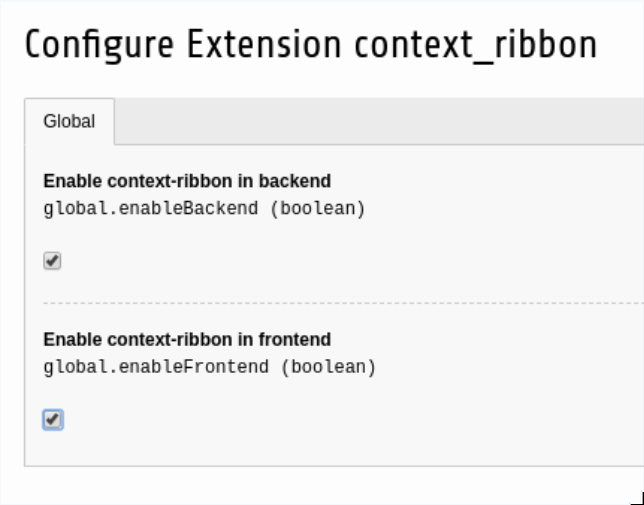 Configure Extension context_ribbon
Global
Enable context-ribbon in backend
global.enableBackend (boolean)
Enable context-ribbon in frontend
global.enableFrontend (boolean)